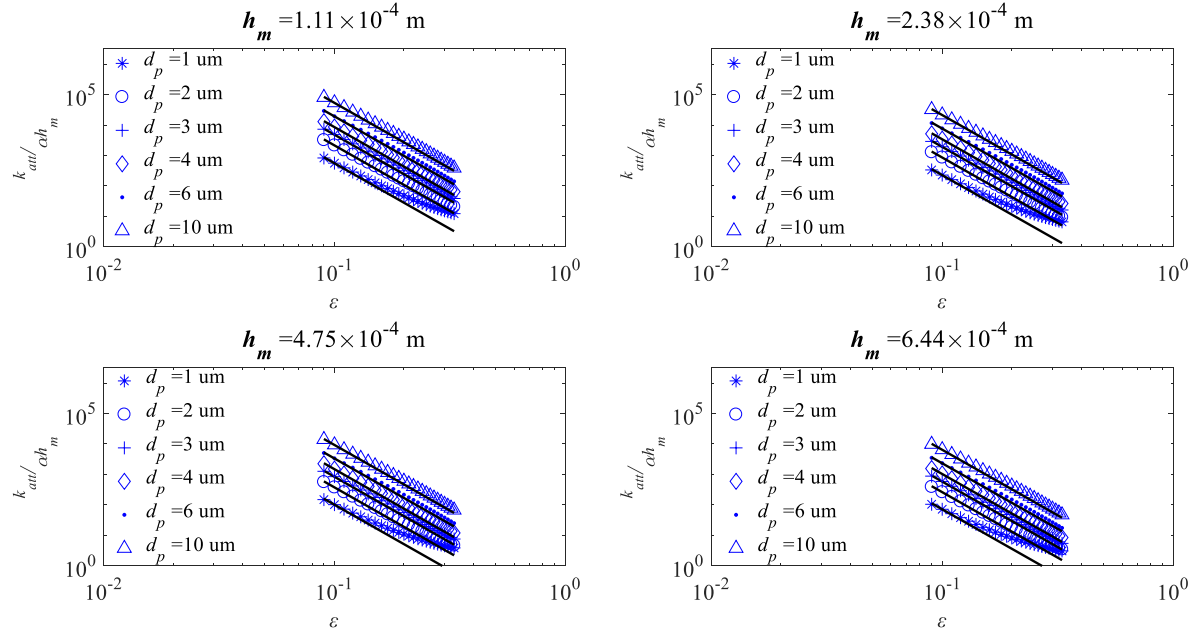 h_m =1.11×10^-4 m
d_p =1 um
d_p =2 um
d_p =3 um
d_p =4 um
d_p =6 um
d_p =10 um
10^5
10^0
k_att/αh_m
10^-2
10^-1
10^0
ε
h_m =2.38×10^-4 m
d_p =1 um
d_p =2 um
d_p =3 um
d_p =4 um
d_p =6 um
d_p =10 um
10^5
10^0
k_att/αh_m
10^-2
10^-1
10^0
ε
h_m =4.75×10^-4 m
d_p =1 um
d_p =2 um
d_p =3 um
d_p =4 um
d_p =6 um
d_p =10 um
10^5
10^0
k_att/αh_m
10^-2
10^-1
10^0
ε
h_m =6.44×10^-4 m
d_p =1 um
d_p =2 um
d_p =3 um
d_p =4 um
d_p =6 um
d_p =10 um
10^5
10^0
k_att/αh_m
10^-2
10^-1
10^0
ε